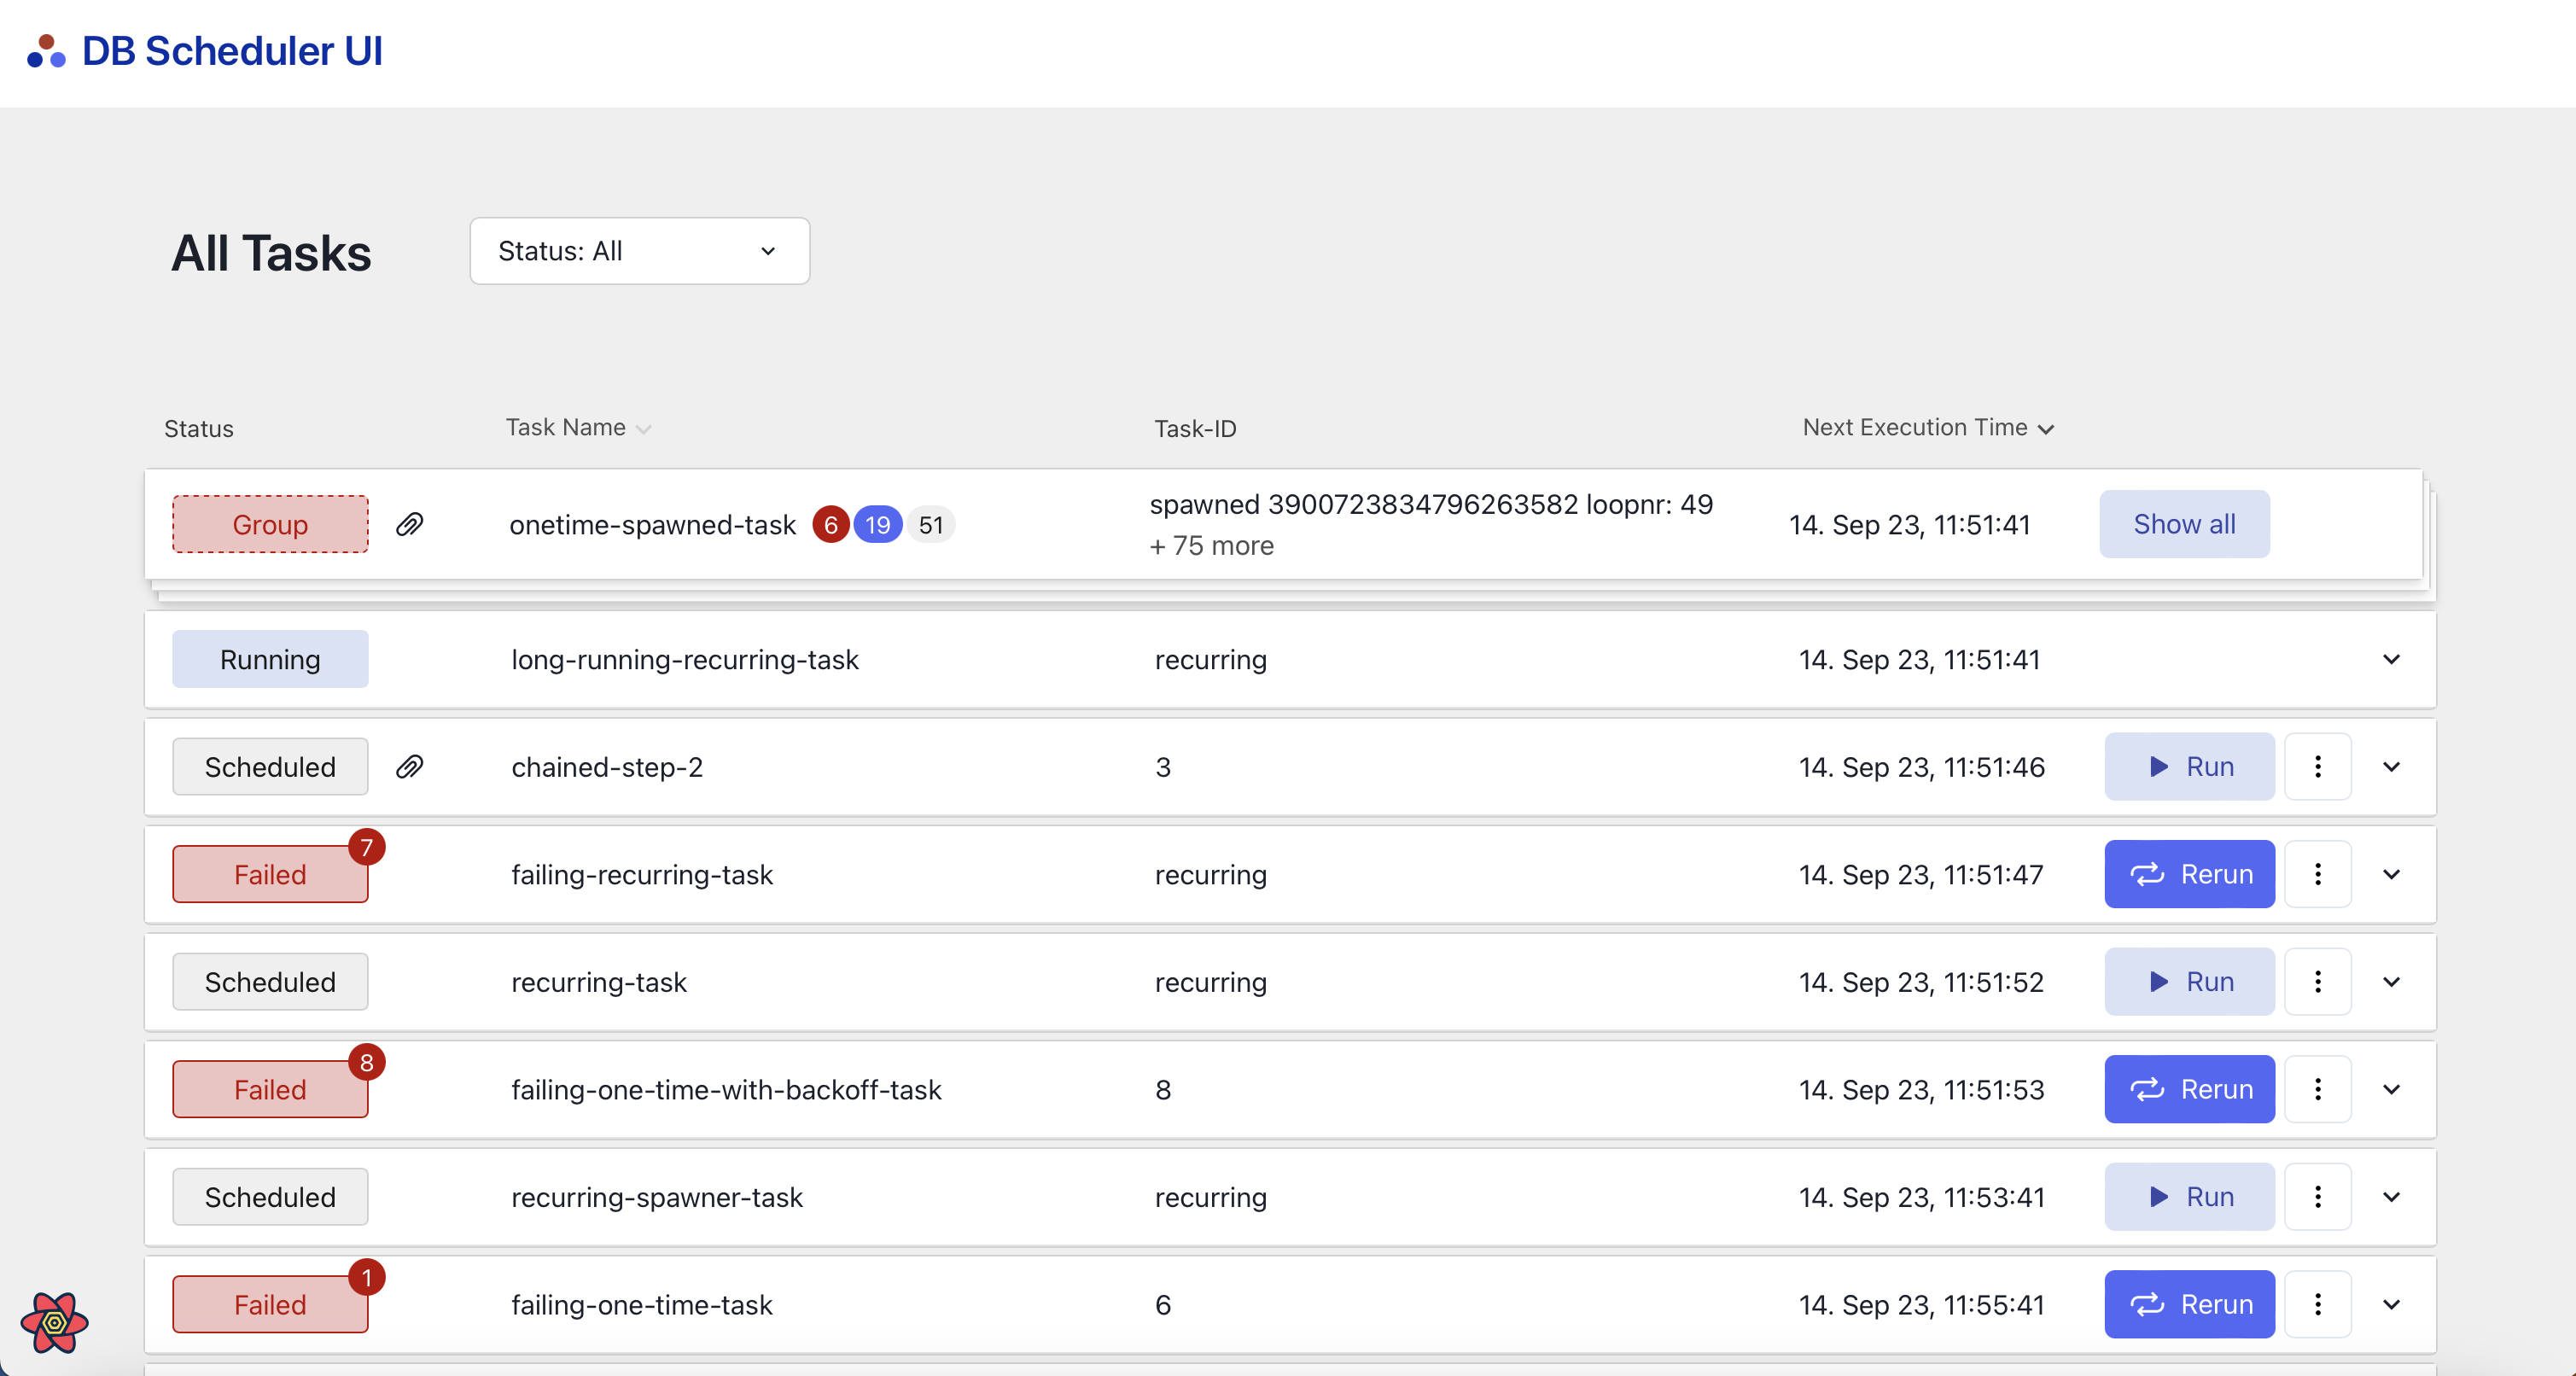 DB Scheduler UI
All Tasks
Status: All
Status Task Name Task-ID Next Execution Time
Group onetime-spawned-task 6 19 51 spawned 3900723834796263582 loopnr: 49 14. Sep 23, 11:51:41 Show all
+ 75 more
Running long-running-recurring-task recurring 14. Sep 23, 11:51:41
Scheduled chained-step-2 3 14. Sep 23, 11:51:46 Run
7
Failed failing-recurring-task recurring 14. Sep 23, 11:51:47 Rerun
Scheduled recurring-task recurring 14. Sep 23, 11:51:52 Run
8
Failed failing-one-time-with-backoff-task 8 14. Sep 23, 11:51:53 Rerun
Scheduled recurring-spawner-task recurring 14. Sep 23, 11:53:41 Run
1
Failed failing-one-time-task 6 14. Sep 23, 11:55:41 Rerun